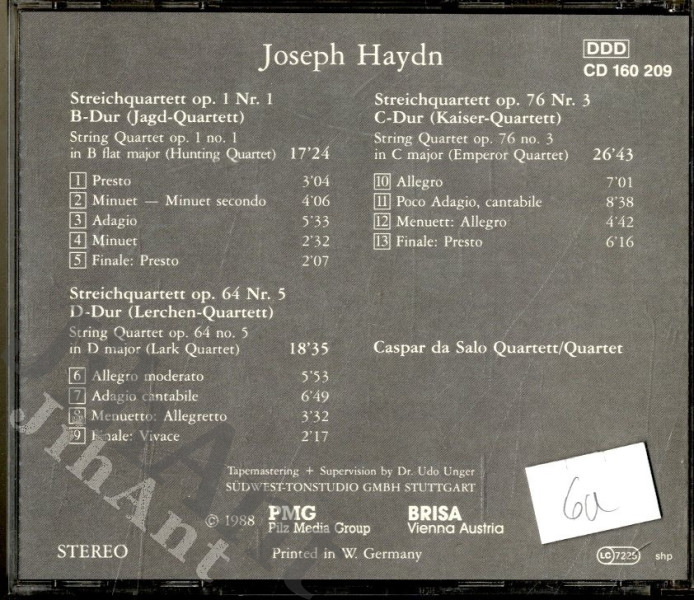 Joseph Haydn
DDD
CD 160 209
Streichquartett op. 1 Nr. 1
B-Dur (Jagd-Quartett)
String Quartet op. 1 no. 1
in B flat major (Hunting Quartet) 17'24
1 Presto 3'04
2 Minuet — Minuet secondo 4'06
3 Adagio 5'33
4 Minuet 2'32
5 Finale: Presto 2'07
Streichquartett op. 64 Nr. 5
D-Dur (Lerchen-Quartett)
String Quartet op. 64 no. 5
in D major (Lark Quartet) 18'35
6 Allegro moderato 5'53
7 Adagio cantabile 6'49
8 Menuetto: Allegretto 3'32
9 Finale: Vivace 2'17
Streichquartett op. 76 Nr. 3
C-Dur (Kaiser-Quartett)
String Quartet op. 76 no. 3
in C major (Emperor Quartet) 26'43
10 Allegro 7'01
11 Poco Adagio, cantabile 8'38
12 Menuett: Allegro 4'42
13 Finale: Presto 6'16
Caspar da Salo Quartett/Quartet
Tapemastering + Supervision by Dr. Udo Unger
SÜDWEST-TONSTUDIO GMBH STUTTGART
© 1988 PMG
Pilz Media Group
BRISA
Vienna Austria
STEREO
Printed in W. Germany
LC 7225
shp
6a
JihAnt